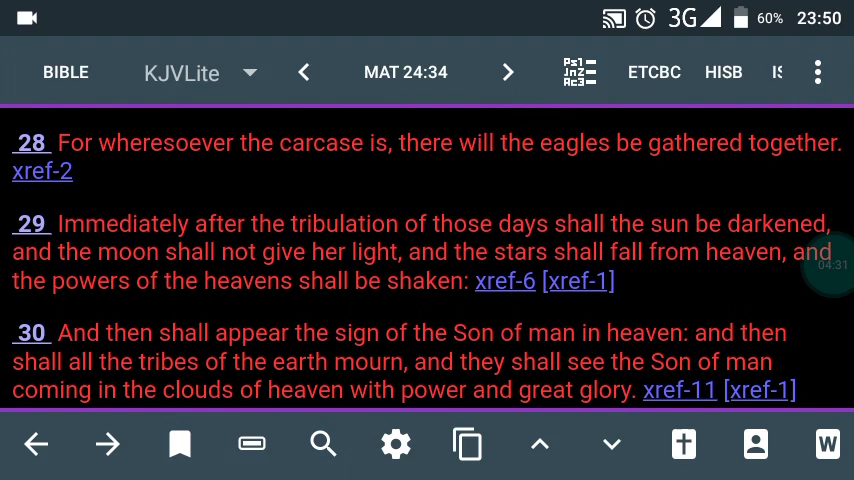 3G 60% 23:50
BIBLE KJVLite MAT 24:34 Ps1 JnZ Ac3 ETCBC HISB
28 For wheresoever the carcase is, there will the eagles be gathered together.
xref-2
29 Immediately after the tribulation of those days shall the sun be darkened,
and the moon shall not give her light, and the stars shall fall from heaven, and
the powers of the heavens shall be shaken: xref-6 [xref-1]
04:31
30 And then shall appear the sign of the Son of man in heaven: and then
shall all the tribes of the earth mourn, and they shall see the Son of man
coming in the clouds of heaven with power and great glory. xref-11 [xref-1]
W